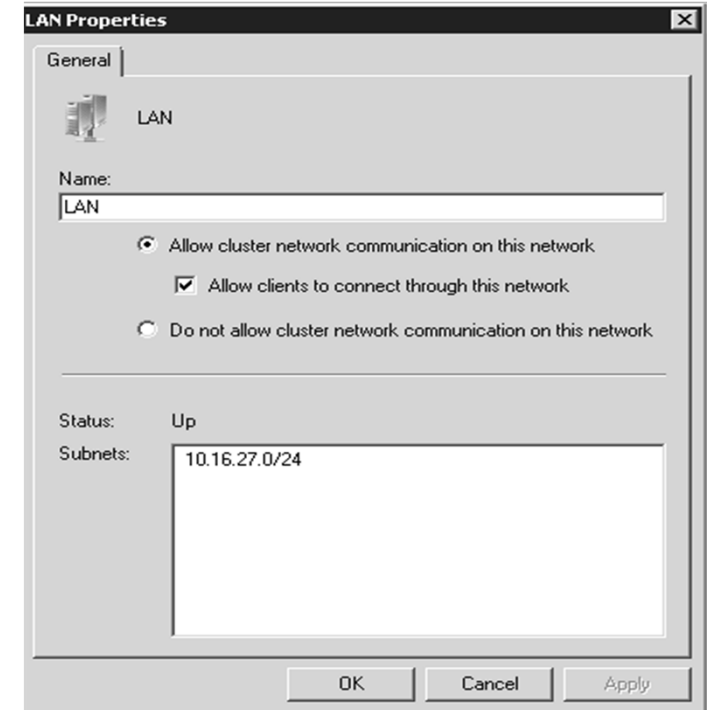 LAN Properties
General
LAN
Name:
LAN
Allow cluster network communication on this network
Allow clients to connect through this network
Do not allow cluster network communication on this network
Status: Up
Subnets: 10.16.27.0/24
OK Cancel Apply